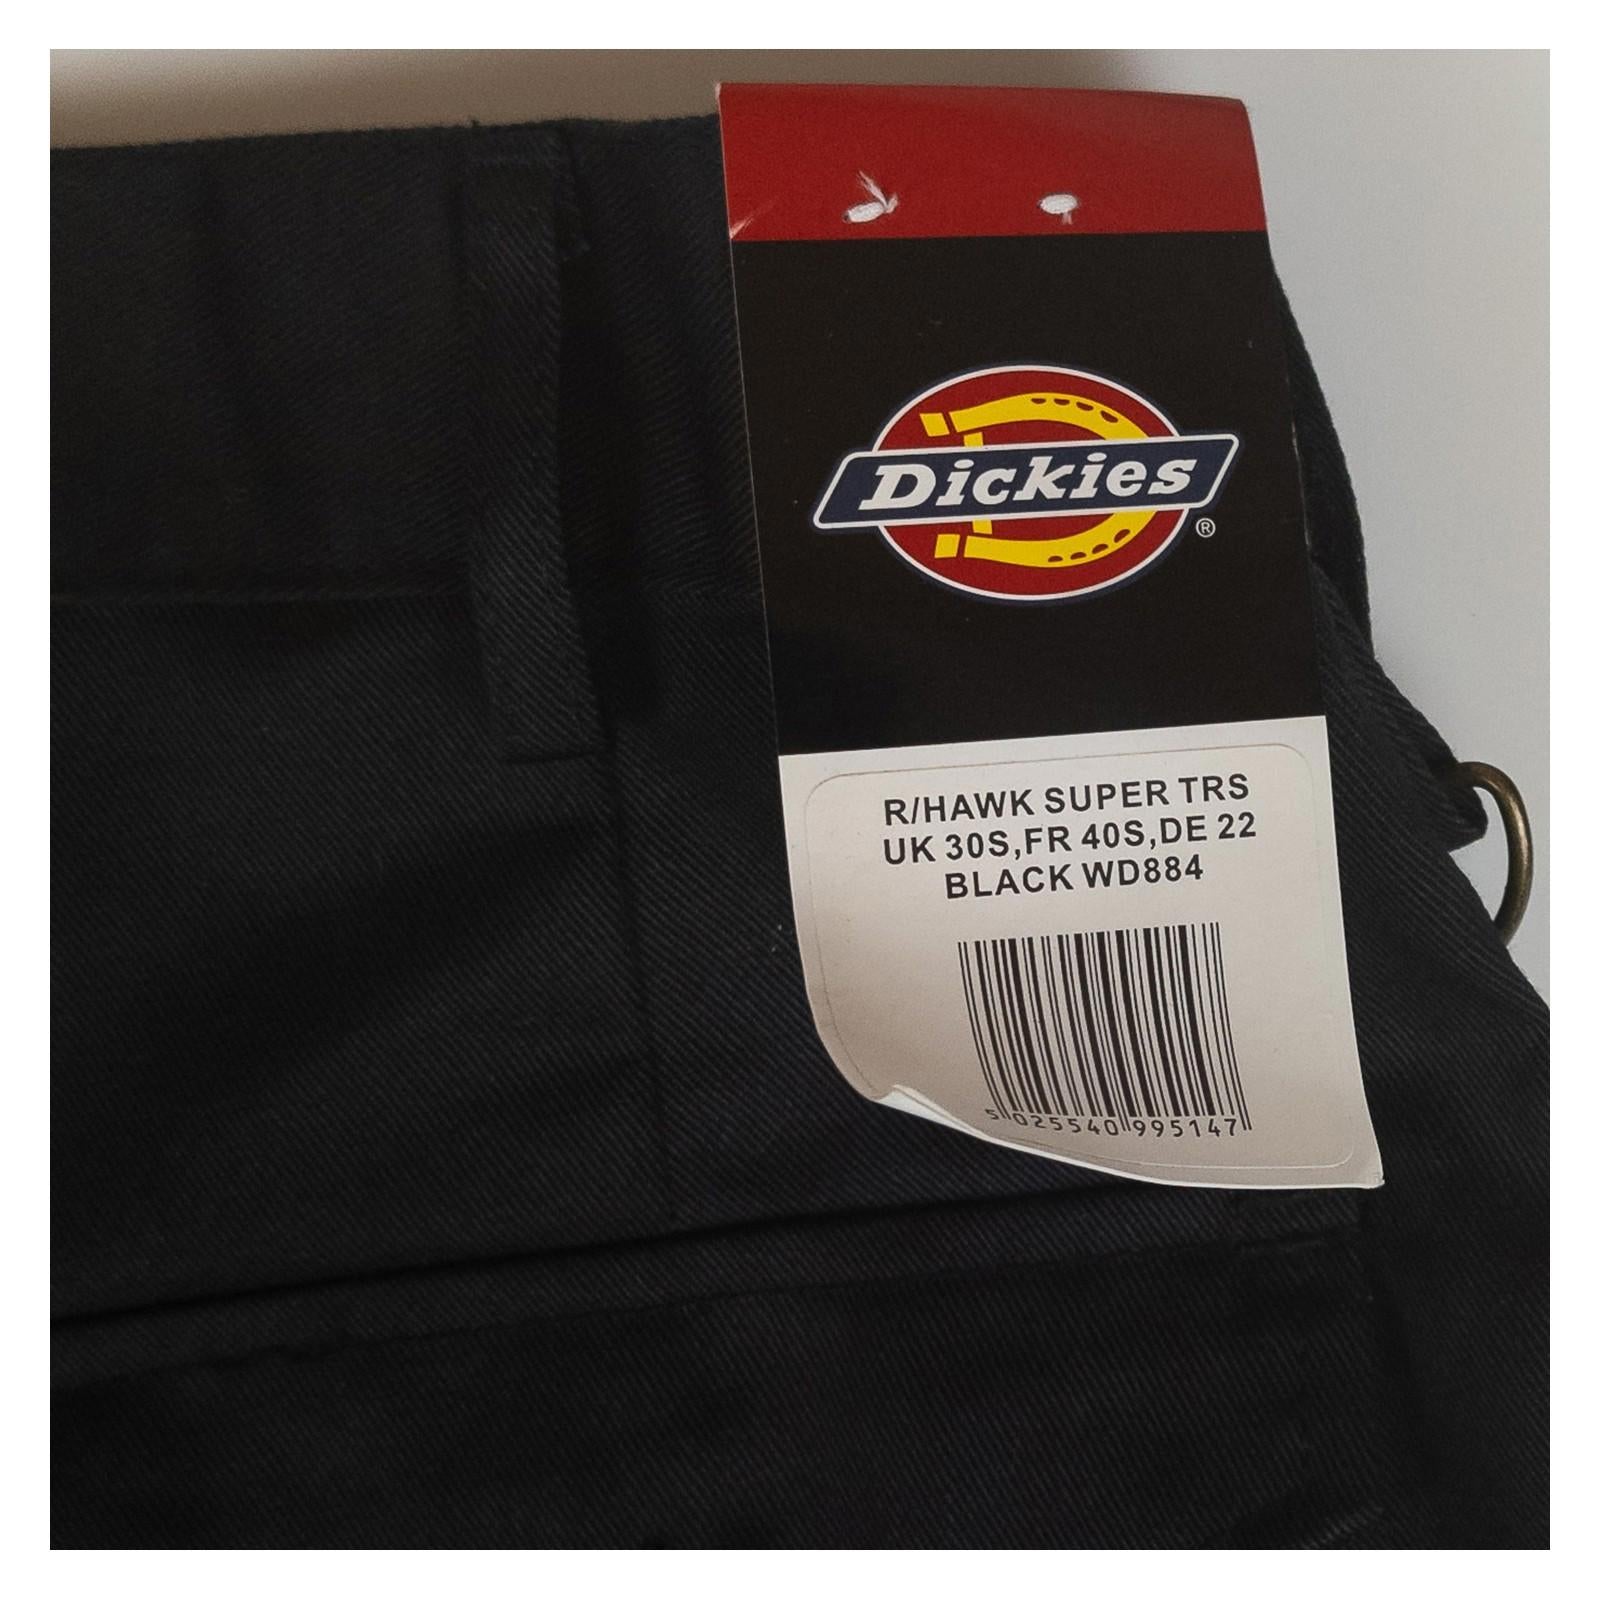 Dickies
®
R/HAWK SUPER TRS
UK 30S,FR 40S,DE 22
BLACK WD884
5 025540 995147